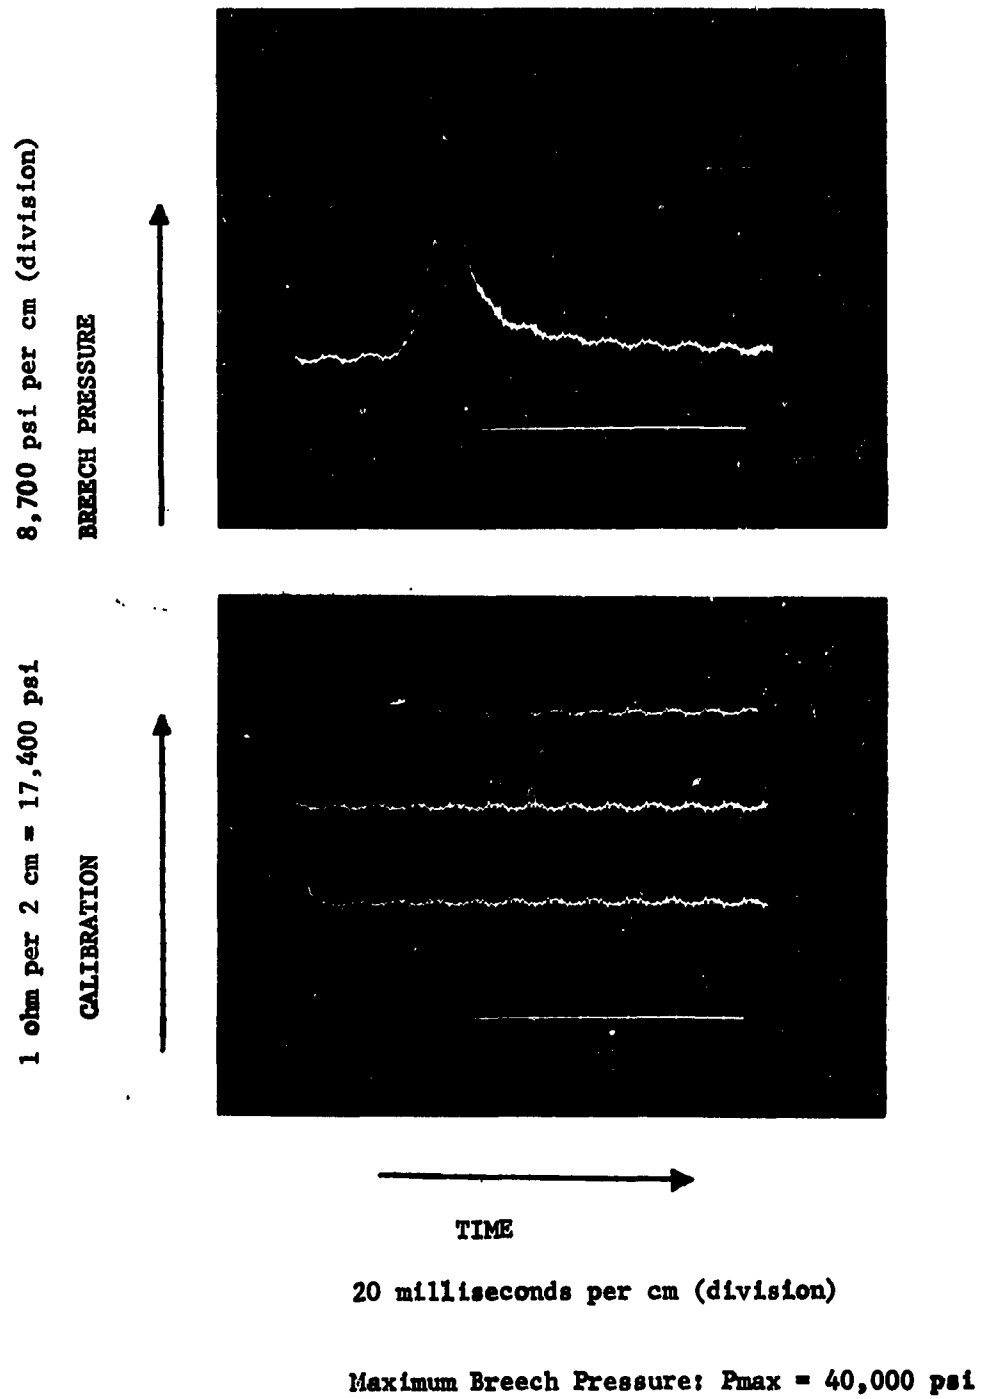 8,700 psi per cm (division)
BREECH PRESSURE
1 ohm per 2 cm = 17,400 psi
CALIBRATION
TIME
20 milliseconds per cm (division)
Maximum Breech Pressure: Pmax = 40,000 psi